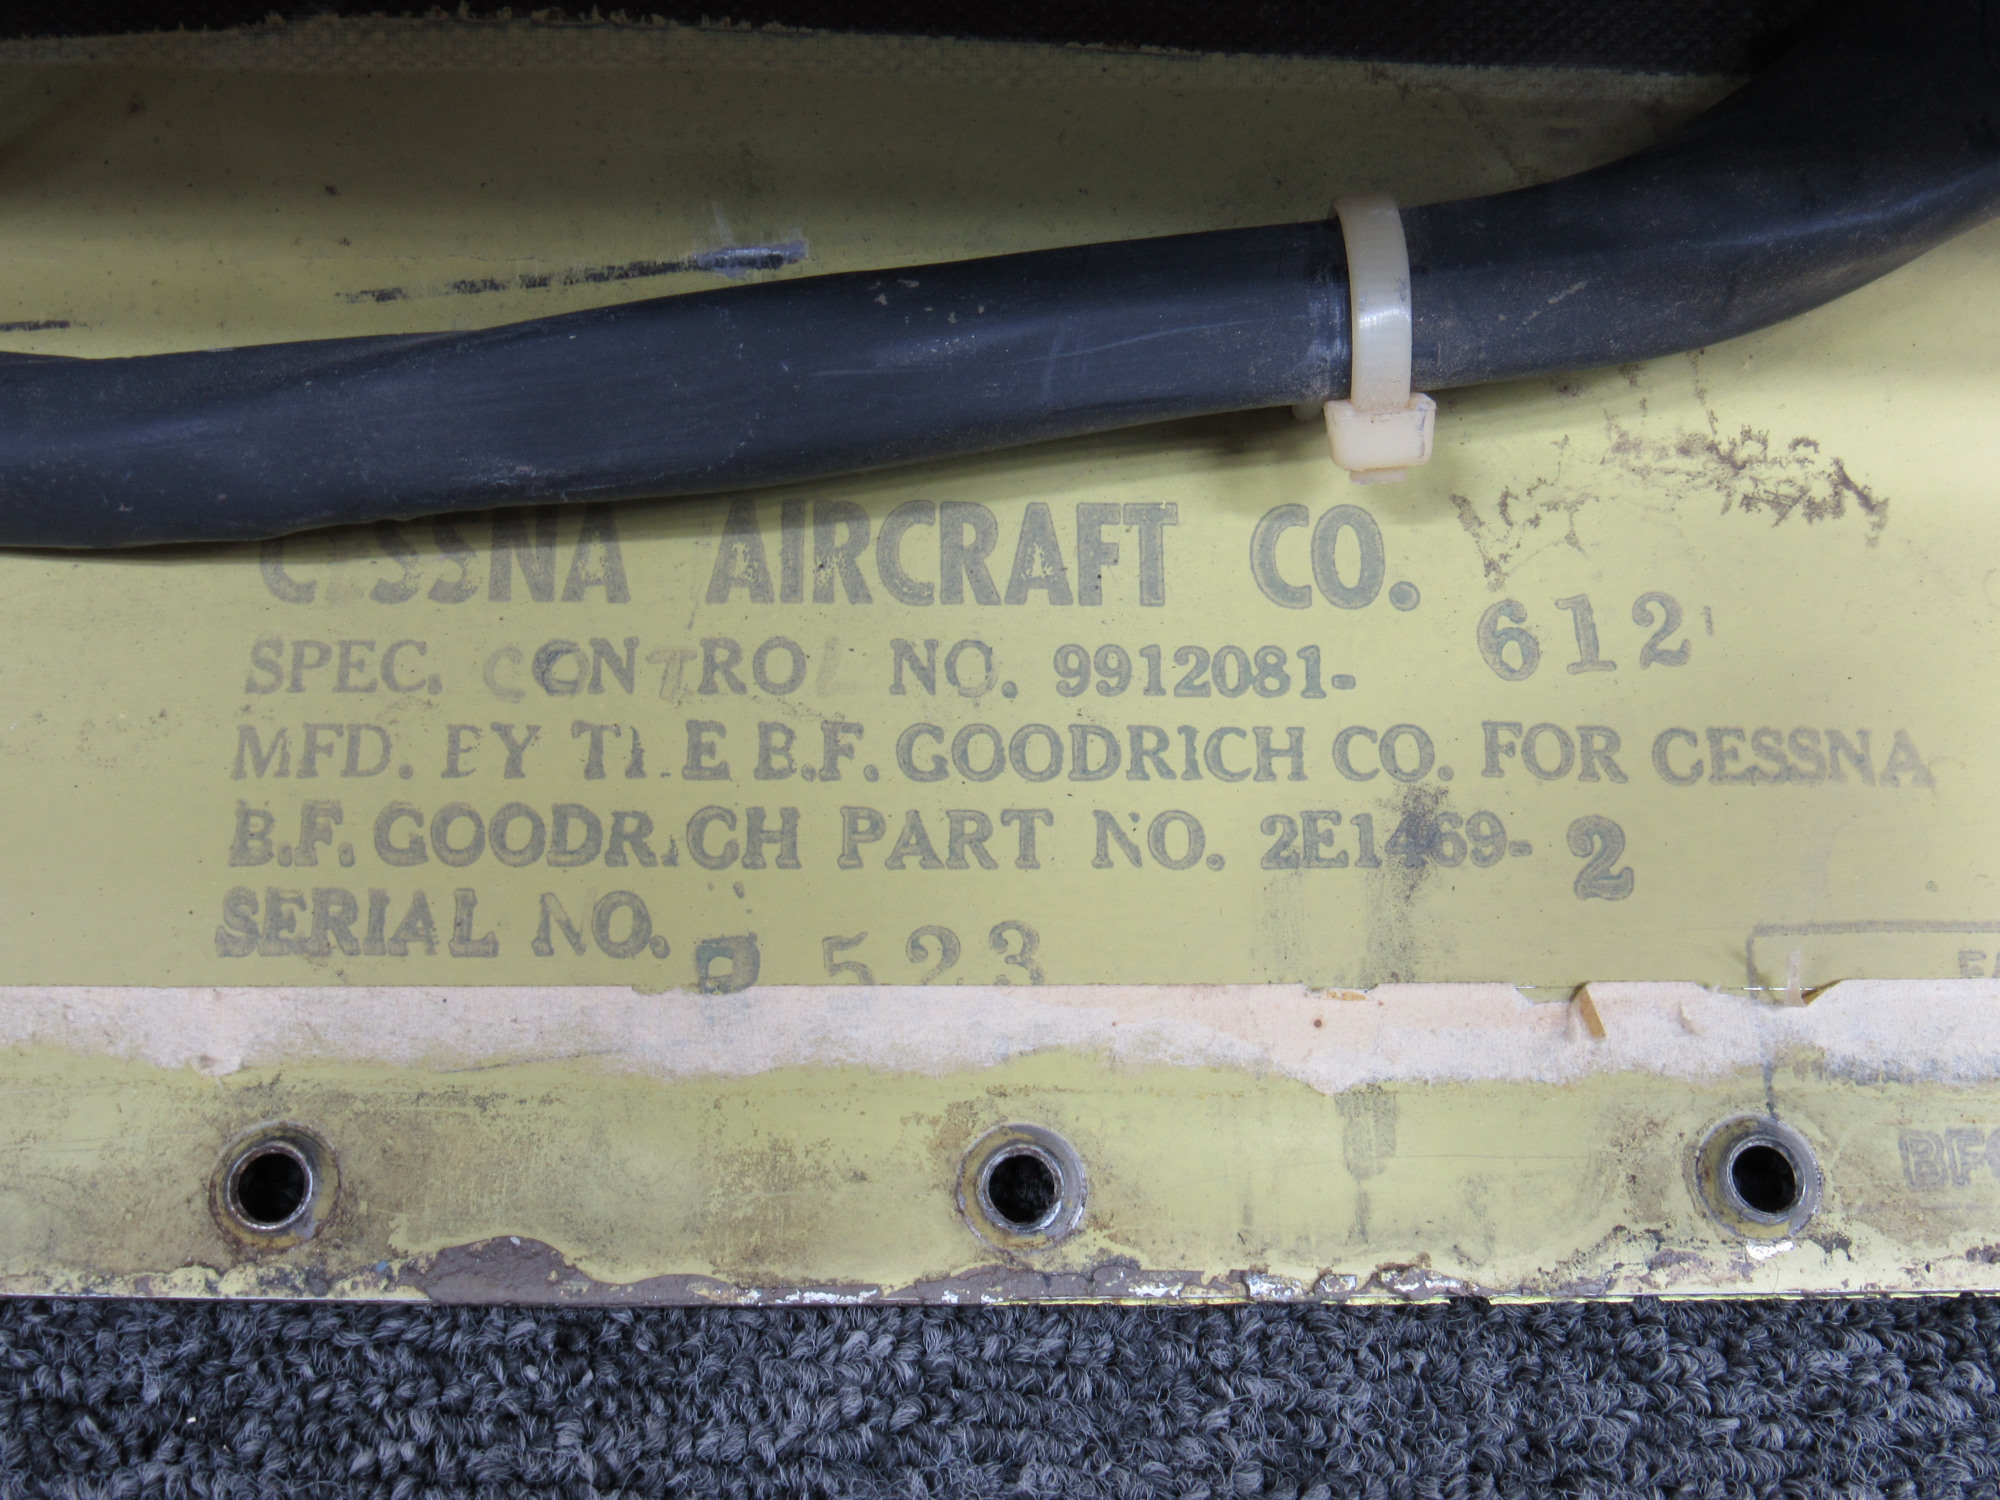 CESSNA AIRCRAFT CO.
SPEC. CONTROL NO. 9912081-612
MFD. BY THE B.F. GOODRICH CO. FOR CESSNA
B.F. GOODRICH PART NO. 2E1469-2
SERIAL NO. 523